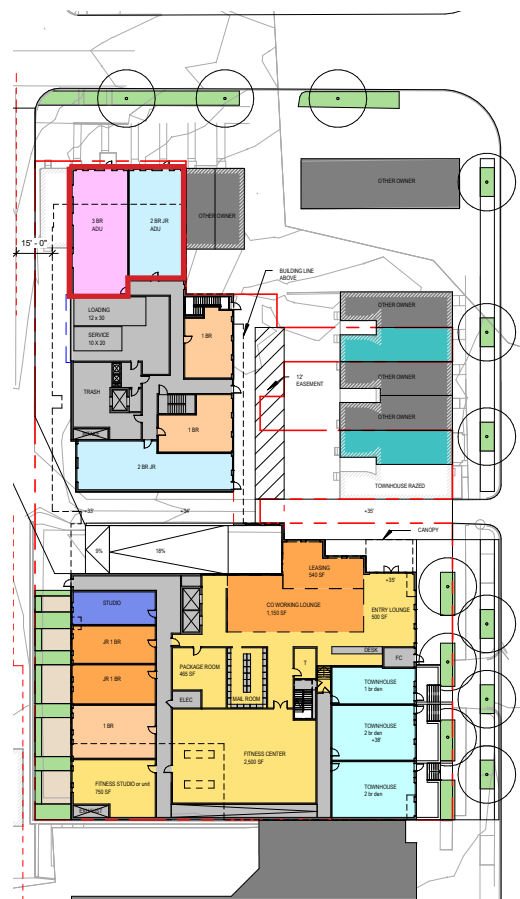 3 BR
ADU
2 BR JR
ADU
OTHER OWNER
OTHER OWNER
15' - 0"
BUILDING LINE
ABOVE
LOADING
12 x 30
SERVICE
10 X 20
1 BR
OTHER OWNER
12'
EASEMENT
OTHER OWNER
TRASH
OTHER OWNER
1 BR
2 BR JR
TOWNHOUSE RAZED
+33'
+34'
+35'
CANOPY
9%
18%
LEASING
540 SF
+35'
STUDIO
CO WORKING LOUNGE
1,150 SF
ENTRY LOUNGE
500 SF
JR 1 BR
DESK
FC
PACKAGE ROOM
465 SF
T
JR 1 BR
TOWNHOUSE
1 br den
ELEC
MAIL ROOM
1 BR
TOWNHOUSE
2 br den
+38'
FITNESS CENTER
2,500 SF
FITNESS STUDIO or unit
750 SF
TOWNHOUSE
2 br den